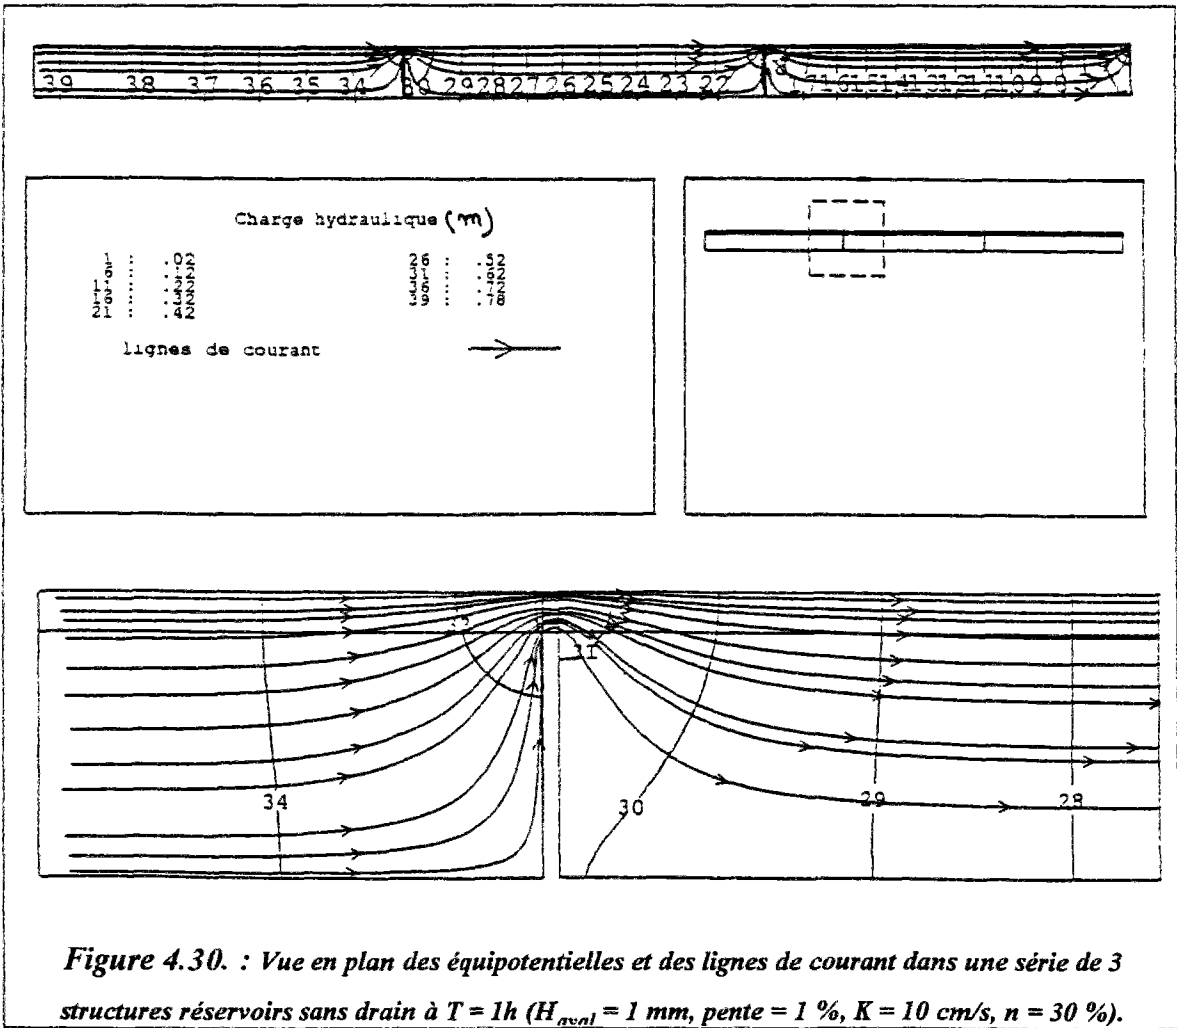 39 38 37 36 35 34 29 28 27 26 25 24 23 22
Charge hydraulique (m)
1 : .02 26 : .52
6 : .12 31 : .62
11 : .22 36 : .72
16 : .32 39 : .78
21 : .42
lignes de courant
31
34 30 29 28
Figure 4.30. : Vue en plan des équipotentielles et des lignes de courant dans une série de 3
structures réservoirs sans drain à T = 1h (Haval = 1 mm, pente = 1 %, K = 10 cm/s, n = 30 %).